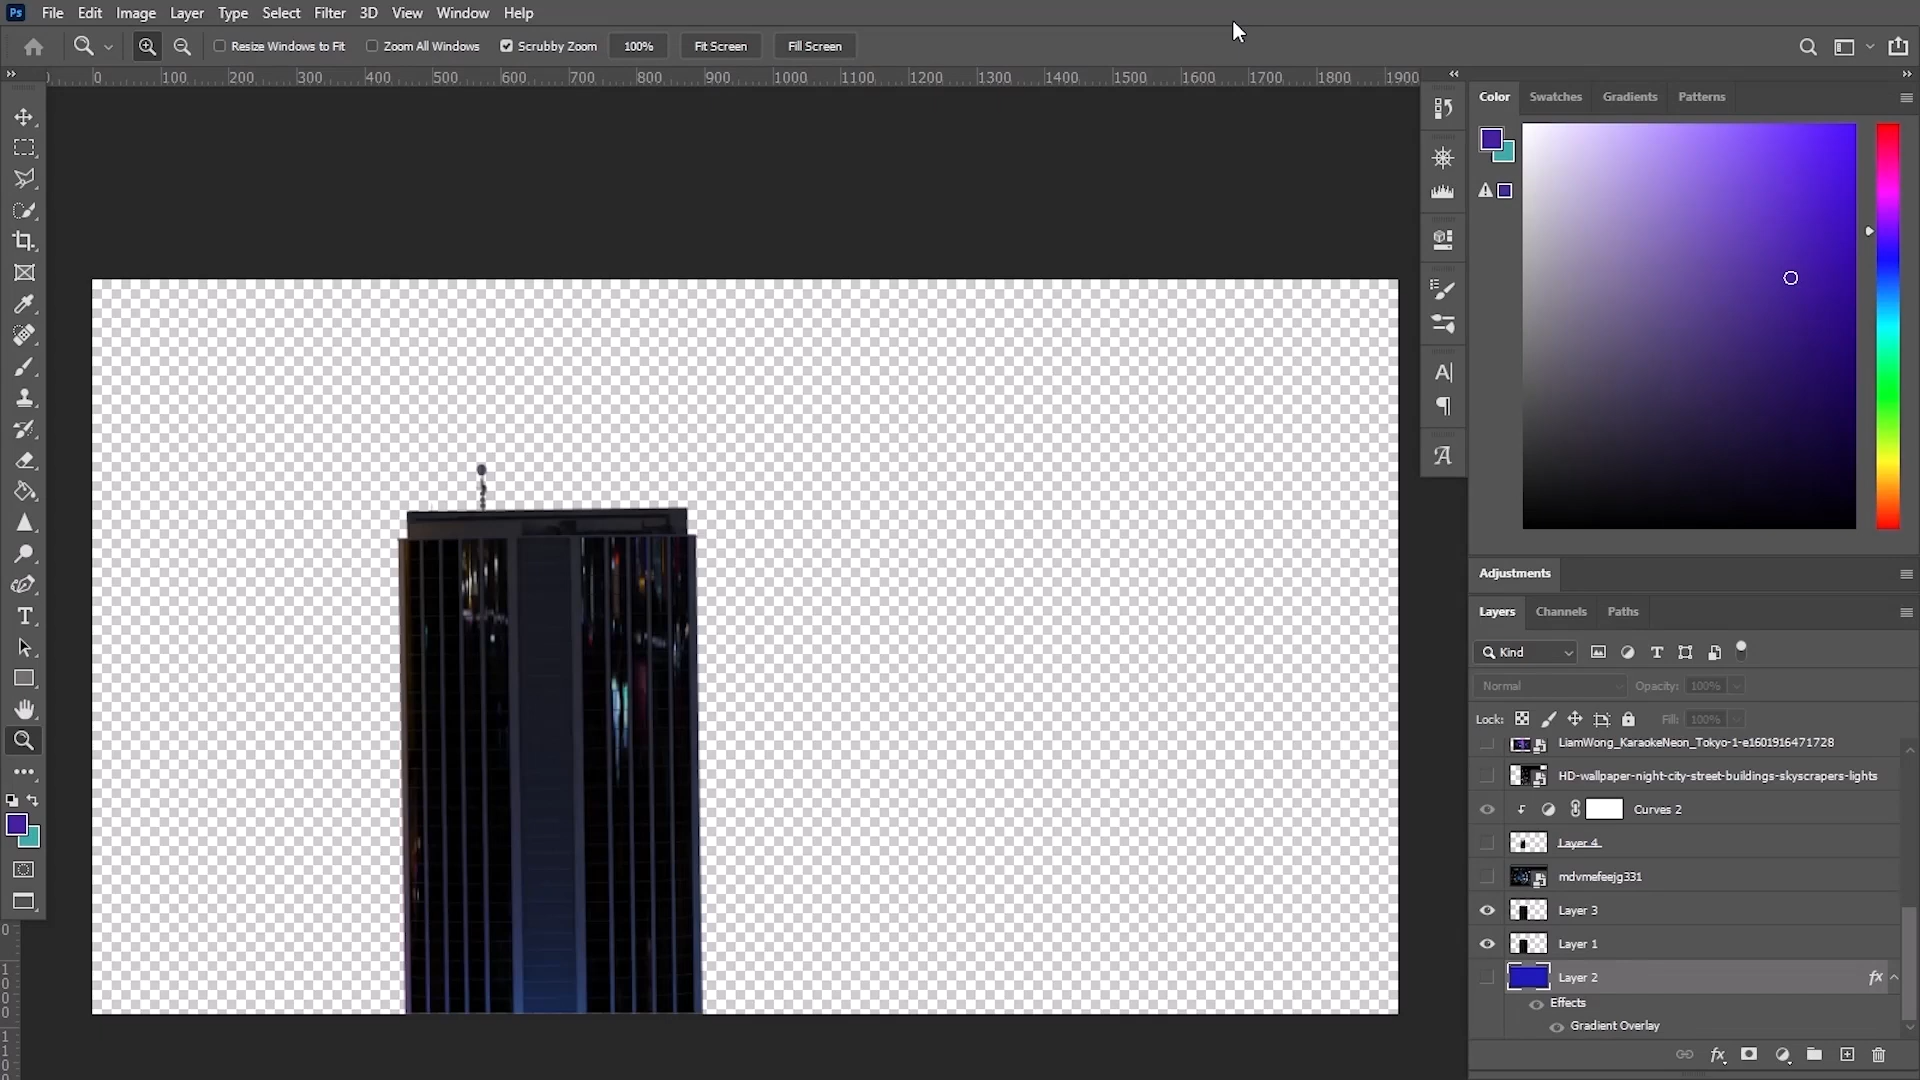 Ps File Edit Image Layer Type Select Filter 3D View Window Help
Resize Windows to Fit Zoom All Windows Scrubby Zoom 100% Fit Screen Fill Screen
0 100 200 300 400 500 600 700 800 900 1000 1100 1200 1300 1400 1500 1600 1700 1800 1900
Color Swatches Gradients Patterns
Adjustments
Layers Channels Paths
Kind
Normal Opacity: 100%
Lock: Fill: 100%
LiamWong_KaraokeNeon_Tokyo-1-e1601916471728
HD-wallpaper-night-city-street-buildings-skyscrapers-lights
Curves 2
Layer 4
mdvmefeejg331
Layer 3
Layer 1
Layer 2 fx
Effects
Gradient Overlay
fx